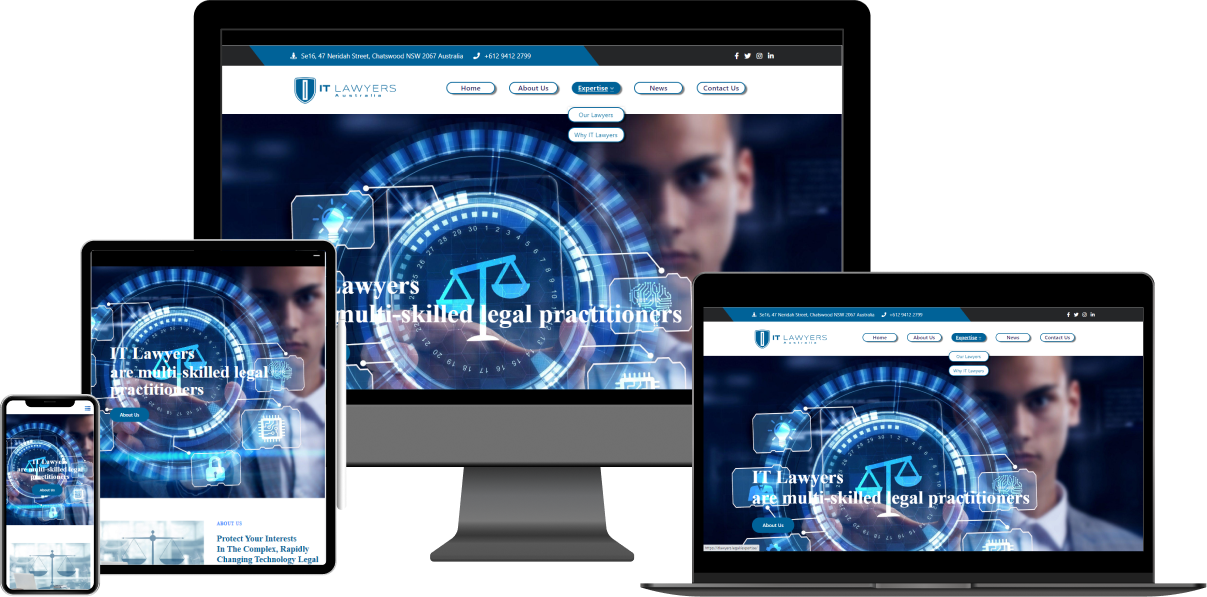 Se16, 47 Neridah Street, Chatswood NSW 2067 Australia +612 9412 2799
IT LAWYERS
Australia
Home About Us Expertise News Contact Us
Our Lawyers
Why IT Lawyers
Lawyers
multi-skilled legal practitioners
IT Lawyers
are multi-skilled legal
practitioners
About Us
ABOUT US
Protect Your Interests
In The Complex, Rapidly
Changing Technology Legal
IT Lawyers
are multi-skilled legal
practitioners
About Us
Se16, 47 Neridah Street, Chatswood NSW 2067 Australia +612 9412 2799
IT LAWYERS
Australia
Home About Us Expertise News Contact Us
Our Lawyers
Why IT Lawyers
IT Lawyers
are multi-skilled legal practitioners
About Us